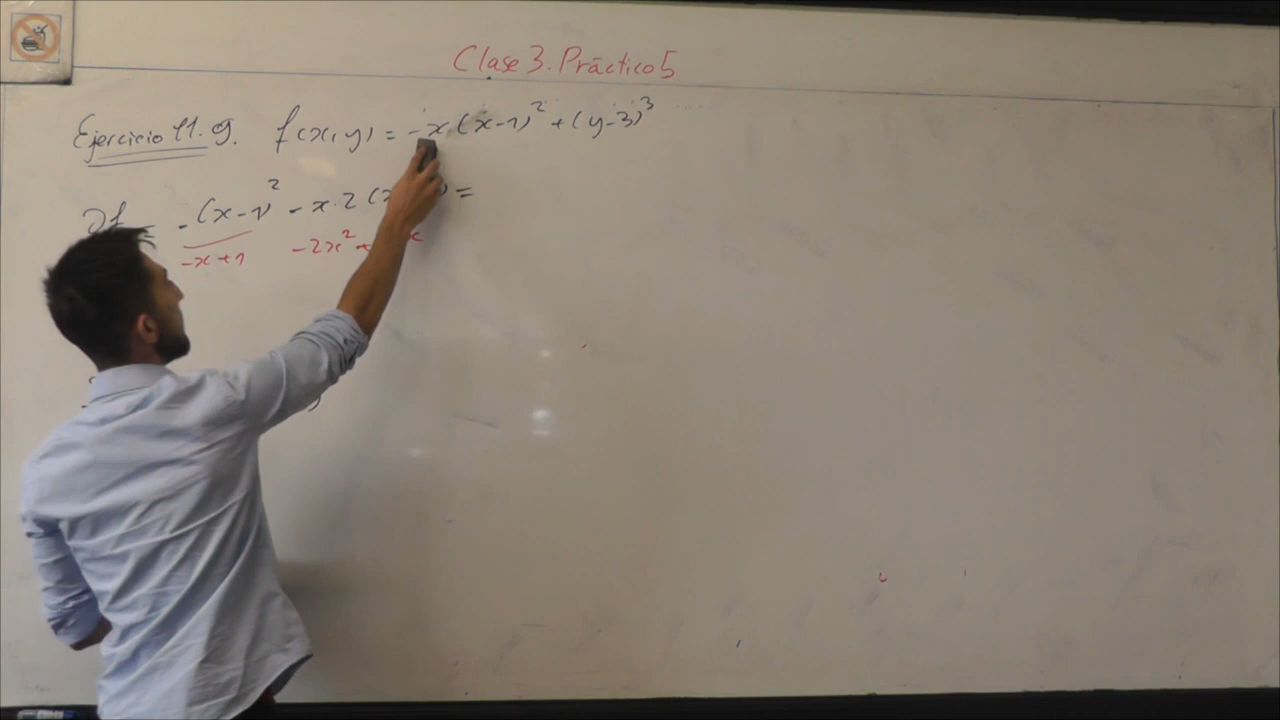 Clase 3. Práctico 5
Ejercicio 11. g. f(x,y) = -x(x-1)² + (y-3)³
∂f = -(x-1)² - x·2( ) =
-x+1 -2x²+ x